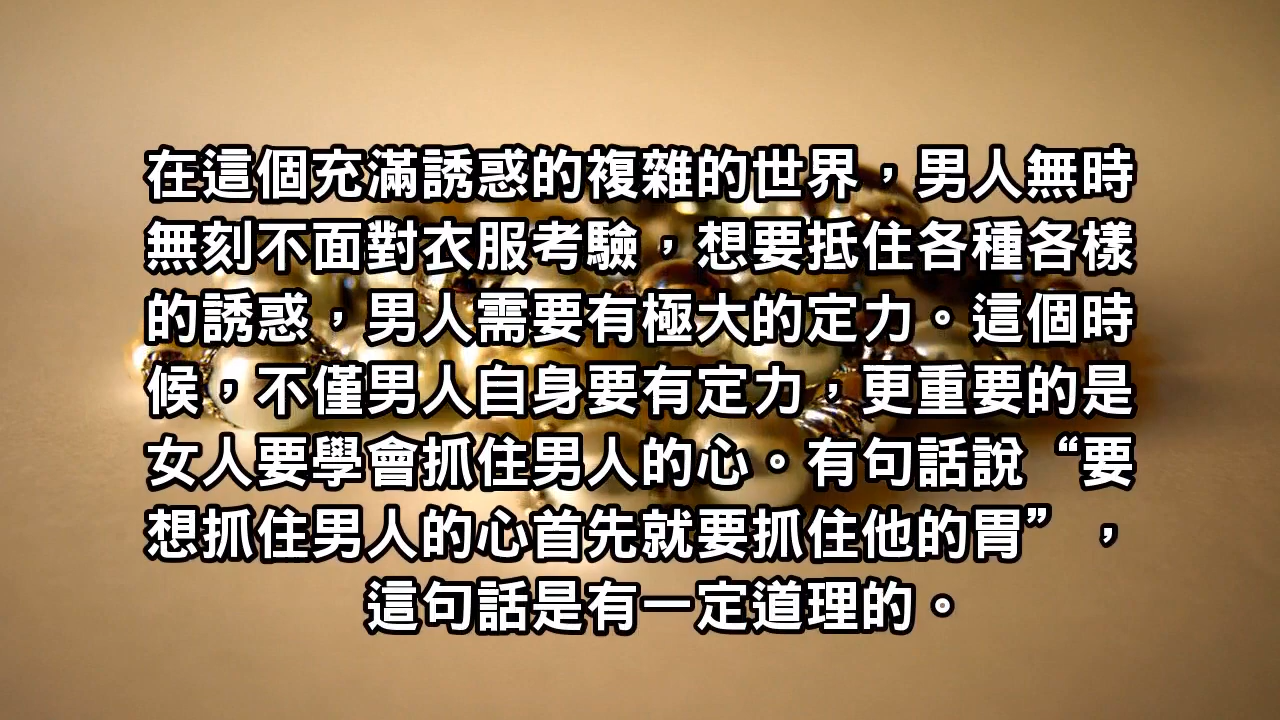 在這個充滿誘惑的複雜的世界，男人無時
無刻不面對衣服考驗，想要抵住各種各樣
的誘惑，男人需要有極大的定力。這個時
候，不僅男人自身要有定力，更重要的是
女人要學會抓住男人的心。有句話說“要
想抓住男人的心首先就要抓住他的胃”，
這句話是有一定道理的。